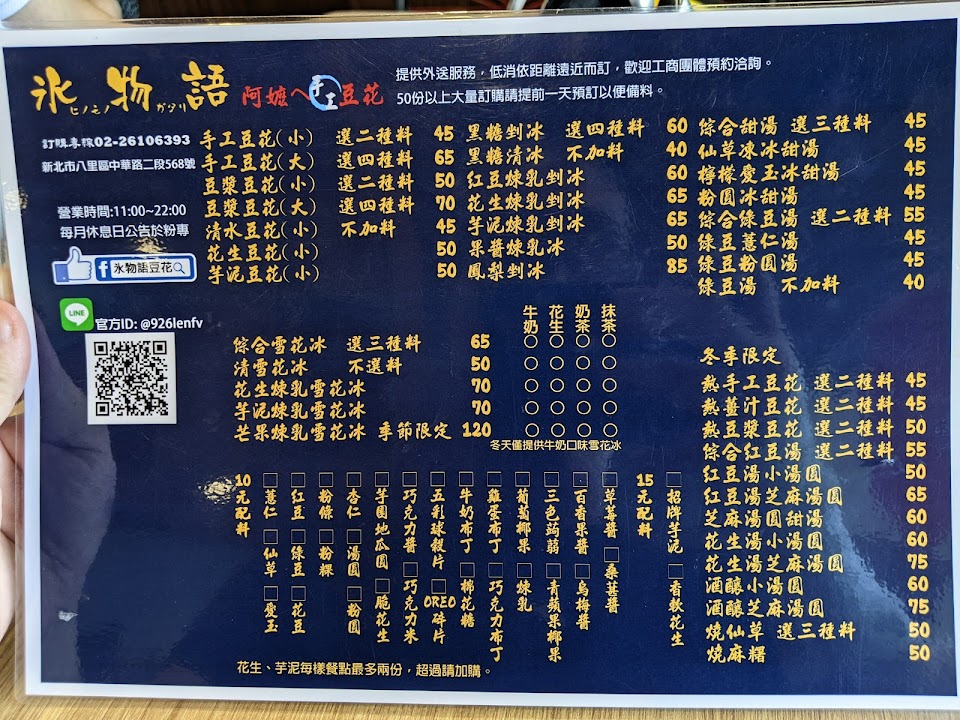 氷物語 阿嬤へ手工豆花
ヒノモノガタリ
提供外送服務，低消依距離遠近而訂，歡迎工商團體預約洽詢。
50份以上大量訂購請提前一天預訂以便備料。
訂購專線02-26106393
新北市八里區中華路二段568號
營業時間:11:00~22:00
每月休息日公告於粉專
f 氷物語豆花
LINE
官方ID: @926lenfv
手工豆花(小) 選二種料 45
手工豆花(大) 選四種料 65
豆漿豆花(小) 選二種料 50
豆漿豆花(大) 選四種料 70
清水豆花(小) 不加料 45
花生豆花(小) 50
芋泥豆花(小) 50
黑糖剉冰 選四種料 60
黑糖清冰 不加料 40
紅豆煉乳剉冰 60
花生煉乳剉冰 65
芋泥煉乳剉冰 65
果醬煉乳冰 50
鳳梨剉冰 85
綜合甜湯 選三種料 45
仙草凍冰甜湯 45
檸檬愛玉冰甜湯 45
粉圓冰甜湯 45
綜合綠豆湯 選二種料 55
綠豆薏仁湯 45
綠豆粉圓湯 45
綠豆湯 不加料 40
牛奶 花生 奶茶 抹茶
綜合雪花冰 選三種料 65 ○ ○ ○ ○
清雪花冰 不選料 50 ○ ○ ○ ○
花生煉乳雪花冰 70 ○ ○ ○ ○
芋泥煉乳雪花冰 70 ○ ○ ○ ○
芒果煉乳雪花冰 季節限定 120 ○ ○ ○ ○
冬天僅提供牛奶口味雪花冰
冬季限定
熱手工豆花 選二種料 45
熱薑汁豆花 選二種料 45
熱豆漿豆花 選二種料 50
綜合紅豆湯 選二種料 55
紅豆湯小湯圓 50
紅豆湯芝麻湯圓 65
芝麻湯圓甜湯 60
花生湯小湯圓 60
花生湯芝麻湯圓 75
酒釀小湯圓 60
酒釀芝麻湯圓 75
燒仙草 選三種料 50
燒麻糬 50
10元配料
□薏仁 □仙草 □愛玉
□紅豆 □綠豆 □花豆
□粉條 □粉粿
□杏仁 □湯圓 □粉圓
□芋圓地瓜圓 □脆花生
□巧克力醬 □巧克力米
□五彩球穀片 □OREO碎片
□牛奶布丁 □棉花糖
□雞蛋布丁 □巧克力布丁
□葡萄椰果 □煉乳
□三色蒟蒻 □青蘋果椰果
□百香果醬 □烏梅醬
□草莓醬 □桑葚醬
15元配料
□招牌芋泥 □香軟花生
花生、芋泥每樣餐點最多兩份，超過請加購。